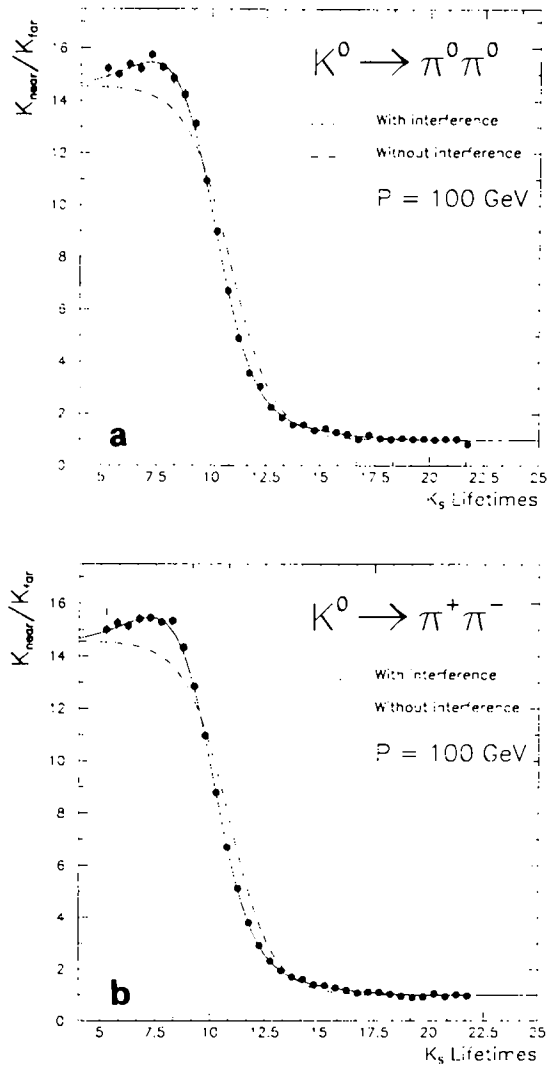 K_near/K_far
16
14
12
10
8
6
4
2
0
K⁰ → π⁰π⁰
With interference
Without interference
P = 100 GeV
a
5 7.5 10 12.5 15 17.5 20 22.5 25
K_S Lifetimes
K_near/K_far
16
14
12
10
8
6
4
2
0
K⁰ → π⁺π⁻
With interference
Without interference
P = 100 GeV
b
5 7.5 10 12.5 15 17.5 20 22.5 25
K_S Lifetimes